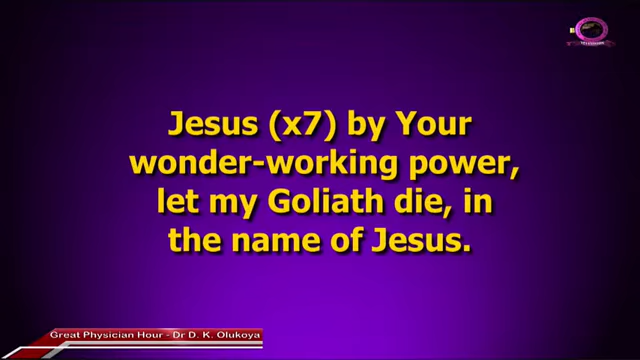 Jesus (x7) by Your
wonder-working power,
let my Goliath die, in
the name of Jesus.
Great Physician Hour - Dr D. K. Olukoya